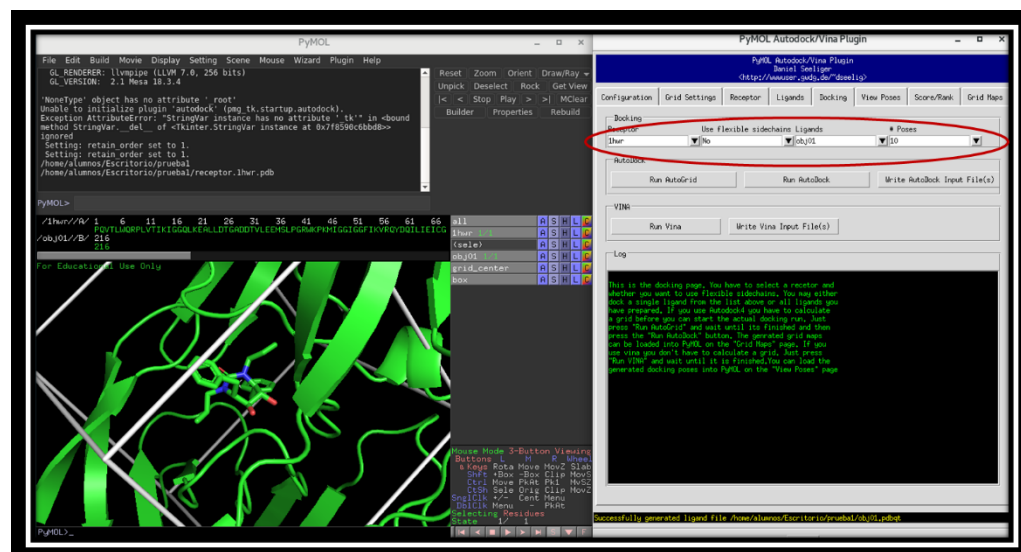 PyMOL
File Edit Build Movie Display Setting Scene Mouse Wizard Plugin Help
GL_RENDERER: llvmpipe (LLVM 7.0, 256 bits)
GL_VERSION: 2.1 Mesa 18.3.4
'NoneType' object has no attribute '_root'
Unable to initialize plugin 'autodock' (pmg_tk.startup.autodock).
Exception AttributeError: "StringVar instance has no attribute '_tk'" in <bound
method StringVar.__del__ of <Tkinter.StringVar instance at 0x7f8590c6bbd8>>
ignored
Setting: retain_order set to 1.
Setting: retain_order set to 1.
/home/alumnos/Escritorio/prueba1
/home/alumnos/Escritorio/prueba1/receptor.1hwr.pdb
PyMOL>
Reset Zoom Orient Draw/Ray
Unpick Deselect Rock Get View
|< < Stop Play > >| MClear
Builder Properties Rebuild
/1hwr//A/ 1 6 11 16 21 26 31 36 41 46 51 56 61 66
PQVTLWQRPLVTIKIGGQLKEALLDTGADDTVLEEMSLPGRWKPKMIGGIGGFIKVRQYDQILIEICG
/obj01//B/ 216
216
all A S H L C
1hwr 1/1 A S H L C
(sele) A S H L C
obj01 1/1 A S H L C
grid_center A S H L C
box A S H L C
For Educational Use Only
Mouse Mode 3-Button Viewing
Buttons L M R Wheel
& Keys Rota Move MovZ Slab
Shft +Box -Box Clip MovS
Ctrl Move PkAt Pk1 MvSZ
CtSh Sele Orig Clip MovZ
SnglClk +/- Cent Menu
DblClk Menu - PkAt
Selecting Residues
State 1/ 1
PyMOL>_
PyMOL Autodock/Vina Plugin
PyMOL Autodock/Vina Plugin
Daniel Seeliger
<http://wwwuser.gwdg.de/~dseelig>
Configuration Grid Settings Receptor Ligands Docking View Poses Score/Rank Grid Maps
Docking
Receptor Use Flexible sidechains Ligands # Poses
1hwr No obj01 10
AutoDock
Run AutoGrid Run AutoDock Write AutoDock Input File(s)
VINA
Run Vina Write Vina Input File(s)
Log
This is the docking page. You have to select a recetor and
whether you want to use flexible sidechains. You may either
dock a single ligand from the list above or all ligands you
have prepared. If you use Autodock4 you have to calculate
a grid before you can start the actual docking run. Just
press "Run AutoGrid" and wait until its finished and then
press the "Run AutoDock" button. The genrated grid maps
can be loaded into PyMOL on the "Grid Maps" page. If you
use vina you don't have to calculate a grid. Just press
"Run VINA" and wait until it is finished.You can load the
generated docking poses into PyMOL on the "View Poses" page
Successfully generated ligand file /home/alumnos/Escritorio/prueba1/obj01.pdbqt